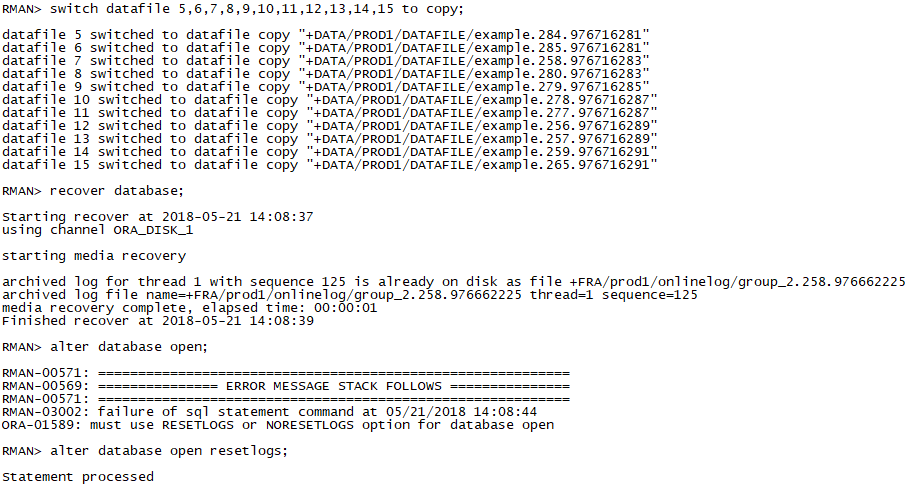 RMAN> switch datafile 5,6,7,8,9,10,11,12,13,14,15 to copy;
datafile 5 switched to datafile copy "+DATA/PROD1/DATAFILE/example.284.976716281"
datafile 6 switched to datafile copy "+DATA/PROD1/DATAFILE/example.285.976716281"
datafile 7 switched to datafile copy "+DATA/PROD1/DATAFILE/example.258.976716283"
datafile 8 switched to datafile copy "+DATA/PROD1/DATAFILE/example.280.976716283"
datafile 9 switched to datafile copy "+DATA/PROD1/DATAFILE/example.279.976716285"
datafile 10 switched to datafile copy "+DATA/PROD1/DATAFILE/example.278.976716287"
datafile 11 switched to datafile copy "+DATA/PROD1/DATAFILE/example.277.976716287"
datafile 12 switched to datafile copy "+DATA/PROD1/DATAFILE/example.256.976716289"
datafile 13 switched to datafile copy "+DATA/PROD1/DATAFILE/example.257.976716289"
datafile 14 switched to datafile copy "+DATA/PROD1/DATAFILE/example.259.976716291"
datafile 15 switched to datafile copy "+DATA/PROD1/DATAFILE/example.265.976716291"
RMAN> recover database;
Starting recover at 2018-05-21 14:08:37
using channel ORA_DISK_1
starting media recovery
archived log for thread 1 with sequence 125 is already on disk as file +FRA/prod1/onlinelog/group_2.258.976662225
archived log file name=+FRA/prod1/onlinelog/group_2.258.976662225 thread=1 sequence=125
media recovery complete, elapsed time: 00:00:01
Finished recover at 2018-05-21 14:08:39
RMAN> alter database open;
RMAN-00571: ===========================================================
RMAN-00569: =============== ERROR MESSAGE STACK FOLLOWS ===============
RMAN-00571: ===========================================================
RMAN-03002: failure of sql statement command at 05/21/2018 14:08:44
ORA-01589: must use RESETLOGS or NORESETLOGS option for database open
RMAN> alter database open resetlogs;
Statement processed